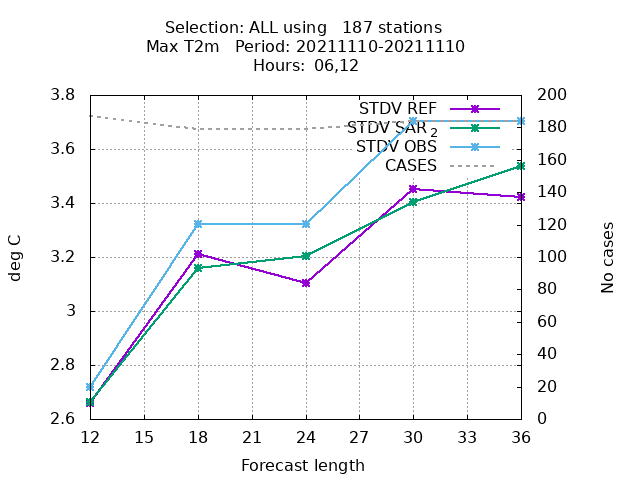 Selection: ALL using   187 stations
Max T2m   Period: 20211110-20211110
Hours:  06,12
3.8
3.6
3.4
3.2
3
2.8
2.6
deg C
STDV REF
STDV SAR 2
STDV OBS
CASES
200
180
160
140
120
100
80
60
40
20
0
No cases
12 15 18 21 24 27 30 33 36
Forecast length